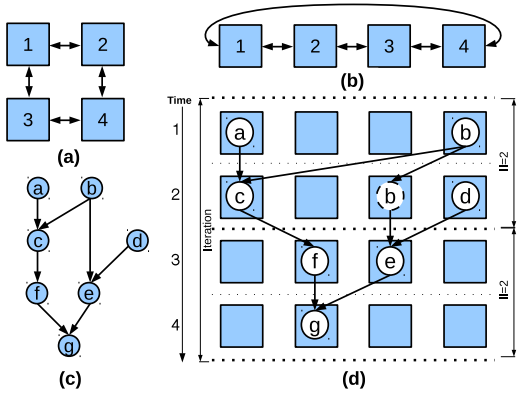 1 2
3 4
(a)
1 2 3 4
(b)
a b
c d
f e
g
(c)
Time
Iteration
1 a b
2 c b d
3 f e
4 g
II=2
II=2
(d)